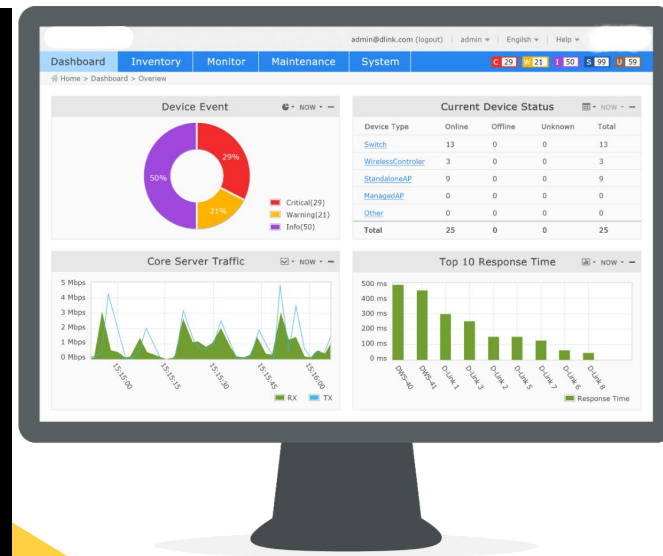 admin@dlink.com (logout) | admin | Engilsh | Help
Dashboard Inventory Monitor Maintenance System C 29 W 21 I 50 S 99 U 59
Home > Dashboard > Overiew
Device Event NOW
29%
50%
21%
Critical(29)
Warning(21)
Info(50)
Current Device Status NOW
Device Type Online Offline Unknown Total
Switch 13 0 0 13
WirelessControler 3 0 0 3
StandaloneAP 9 0 0 9
ManagedAP 0 0 0 0
Other 0 0 0 0
Total 25 0 0 25
Core Server Traffic NOW
5 Mbps
4 Mbps
3 Mbps
2 Mbps
1 Mbps
0 Mbps
15:15:00 15:15:15 15:15:30 15:15:45 15:16:00
RX TX
Top 10 Response Time NOW
500 ms
400 ms
300 ms
200 ms
100 ms
0 ms
DWS-40 DWS-41 D-Link 1 D-Link 3 D-Link 2 D-Link 5 D-Link 7 D-Link 6 D-Link 8
Response Time